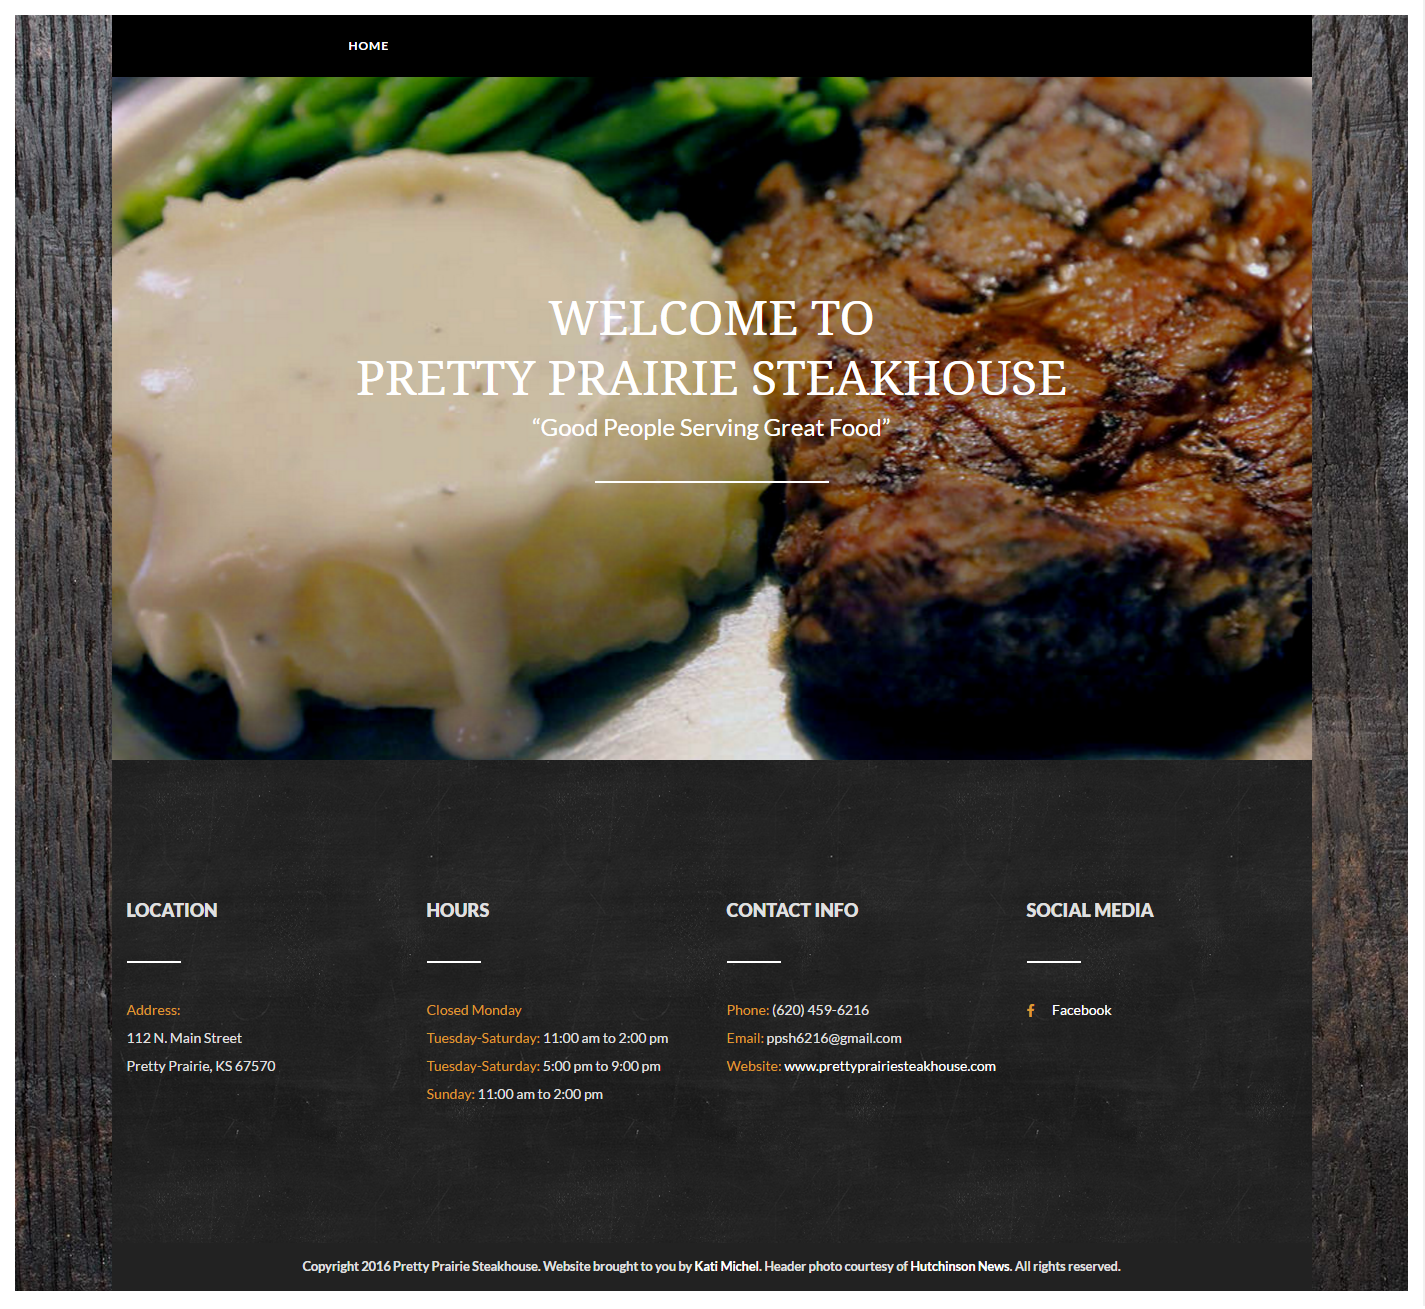 HOME
WELCOME TO
PRETTY PRAIRIE STEAKHOUSE
“Good People Serving Great Food”
LOCATION
Address:
112 N. Main Street
Pretty Prairie, KS 67570
HOURS
Closed Monday
Tuesday-Saturday: 11:00 am to 2:00 pm
Tuesday-Saturday: 5:00 pm to 9:00 pm
Sunday: 11:00 am to 2:00 pm
CONTACT INFO
Phone: (620) 459-6216
Email: ppsh6216@gmail.com
Website: www.prettyprairiesteakhouse.com
SOCIAL MEDIA
Facebook
Copyright 2016 Pretty Prairie Steakhouse. Website brought to you by Kati Michel. Header photo courtesy of Hutchinson News. All rights reserved.